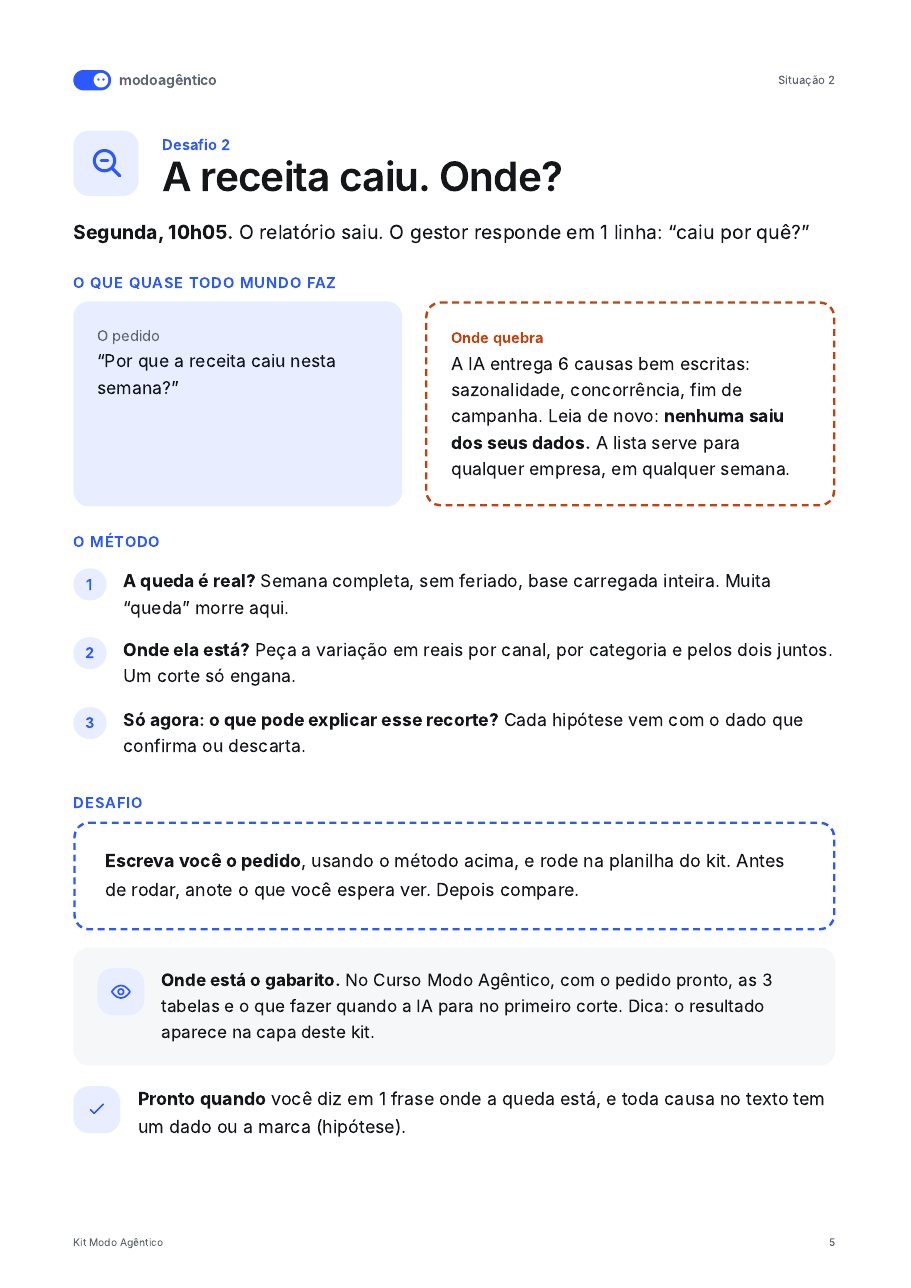 modoagêntico
Situação 2
Desafio 2
A receita caiu. Onde?
Segunda, 10h05. O relatório saiu. O gestor responde em 1 linha: “caiu por quê?”
O QUE QUASE TODO MUNDO FAZ
O pedido
“Por que a receita caiu nesta
semana?”
Onde quebra
A IA entrega 6 causas bem escritas:
sazonalidade, concorrência, fim de
campanha. Leia de novo: nenhuma saiu
dos seus dados. A lista serve para
qualquer empresa, em qualquer semana.
O MÉTODO
1
A queda é real? Semana completa, sem feriado, base carregada inteira. Muita
“queda” morre aqui.
2
Onde ela está? Peça a variação em reais por canal, por categoria e pelos dois juntos.
Um corte só engana.
3
Só agora: o que pode explicar esse recorte? Cada hipótese vem com o dado que
confirma ou descarta.
DESAFIO
Escreva você o pedido, usando o método acima, e rode na planilha do kit. Antes
de rodar, anote o que você espera ver. Depois compare.
Onde está o gabarito. No Curso Modo Agêntico, com o pedido pronto, as 3
tabelas e o que fazer quando a IA para no primeiro corte. Dica: o resultado
aparece na capa deste kit.
Pronto quando você diz em 1 frase onde a queda está, e toda causa no texto tem
um dado ou a marca (hipótese).
Kit Modo Agêntico
5